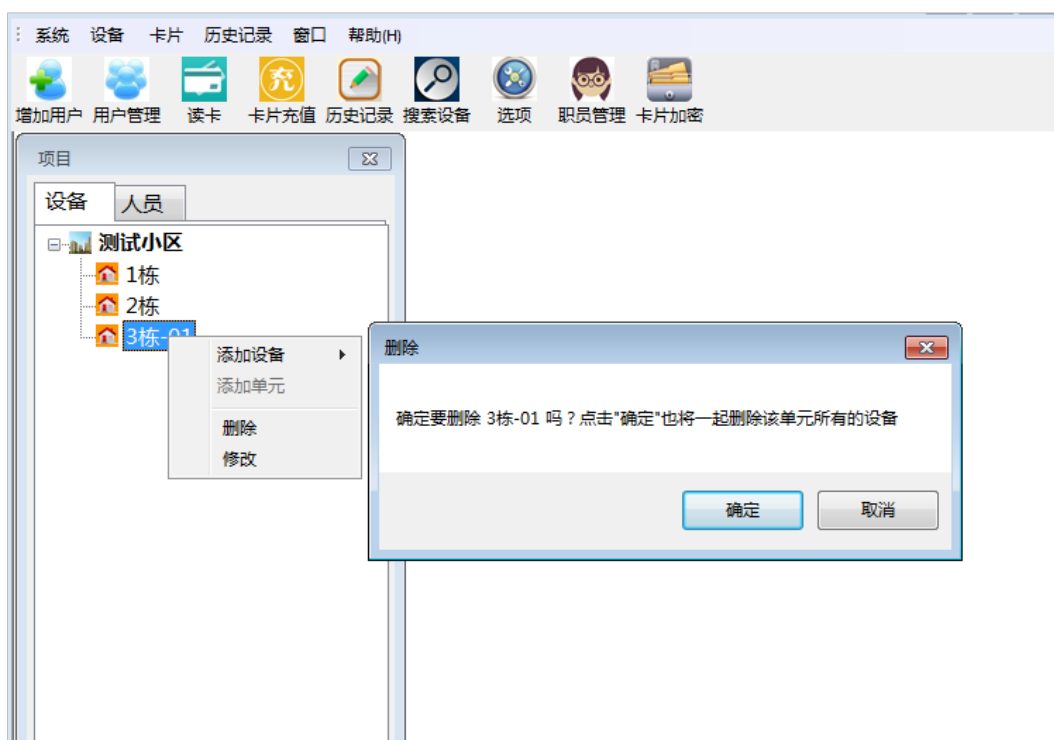 系统 设备 卡片 历史记录 窗口 帮助(H)
充
增加用户 用户管理 读卡 卡片充值 历史记录 搜索设备 选项 职员管理 卡片加密
项目
设备 人员
测试小区
1栋
2栋
3栋-01
添加设备
添加单元
删除
修改
删除
确定要删除 3栋-01 吗？点击"确定"也将一起删除该单元所有的设备
确定 取消